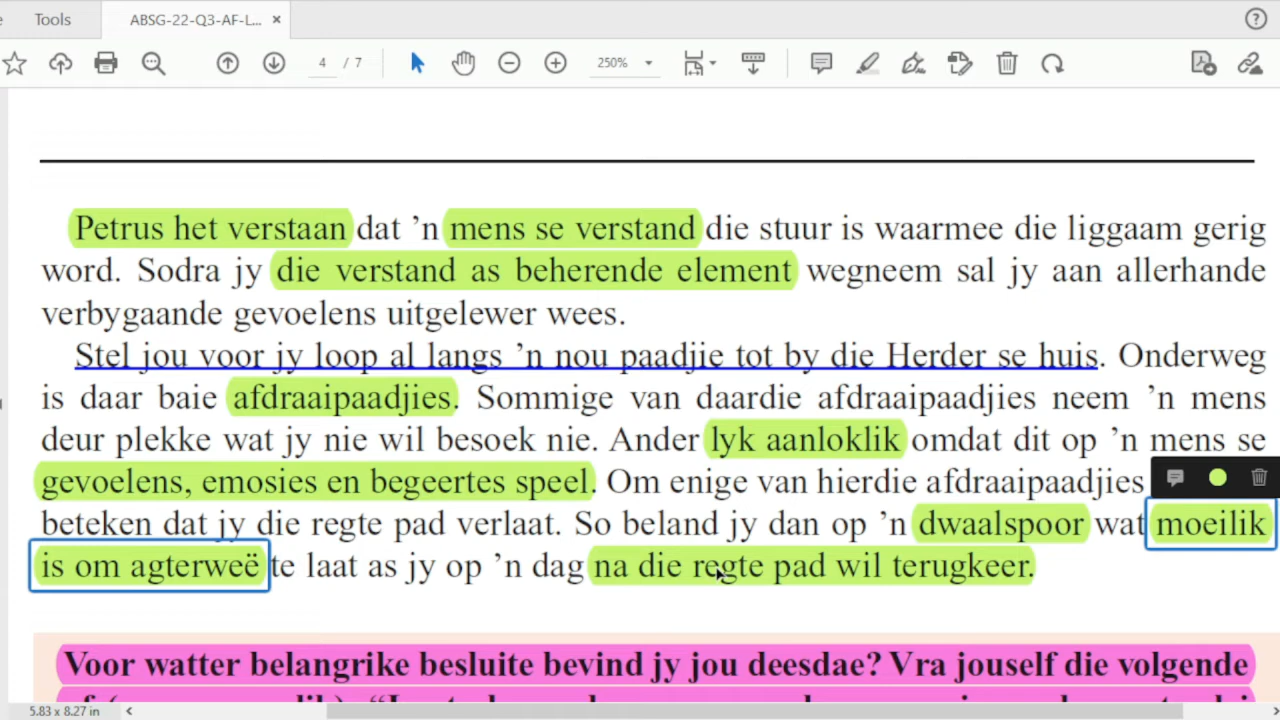 Tools
ABSG-22-Q3-AF-L... ×
4 / 7
250%
Petrus het verstaan dat ’n mens se verstand die stuur is waarmee die liggaam gerig
word. Sodra jy die verstand as beherende element wegneem sal jy aan allerhande
verbygaande gevoelens uitgelewer wees.
Stel jou voor jy loop al langs ’n nou paadjie tot by die Herder se huis. Onderweg
is daar baie afdraaipaadjies. Sommige van daardie afdraaipaadjies neem ’n mens
deur plekke wat jy nie wil besoek nie. Ander lyk aanloklik omdat dit op ’n mens se
gevoelens, emosies en begeertes speel. Om enige van hierdie afdraaipaadjies
beteken dat jy die regte pad verlaat. So beland jy dan op ’n dwaalspoor wat moeilik
is om agterweë te laat as jy op ’n dag na die regte pad wil terugkeer.
Voor watter belangrike besluite bevind jy jou deesdae? Vra jouself die volgende
5.83 x 8.27 in